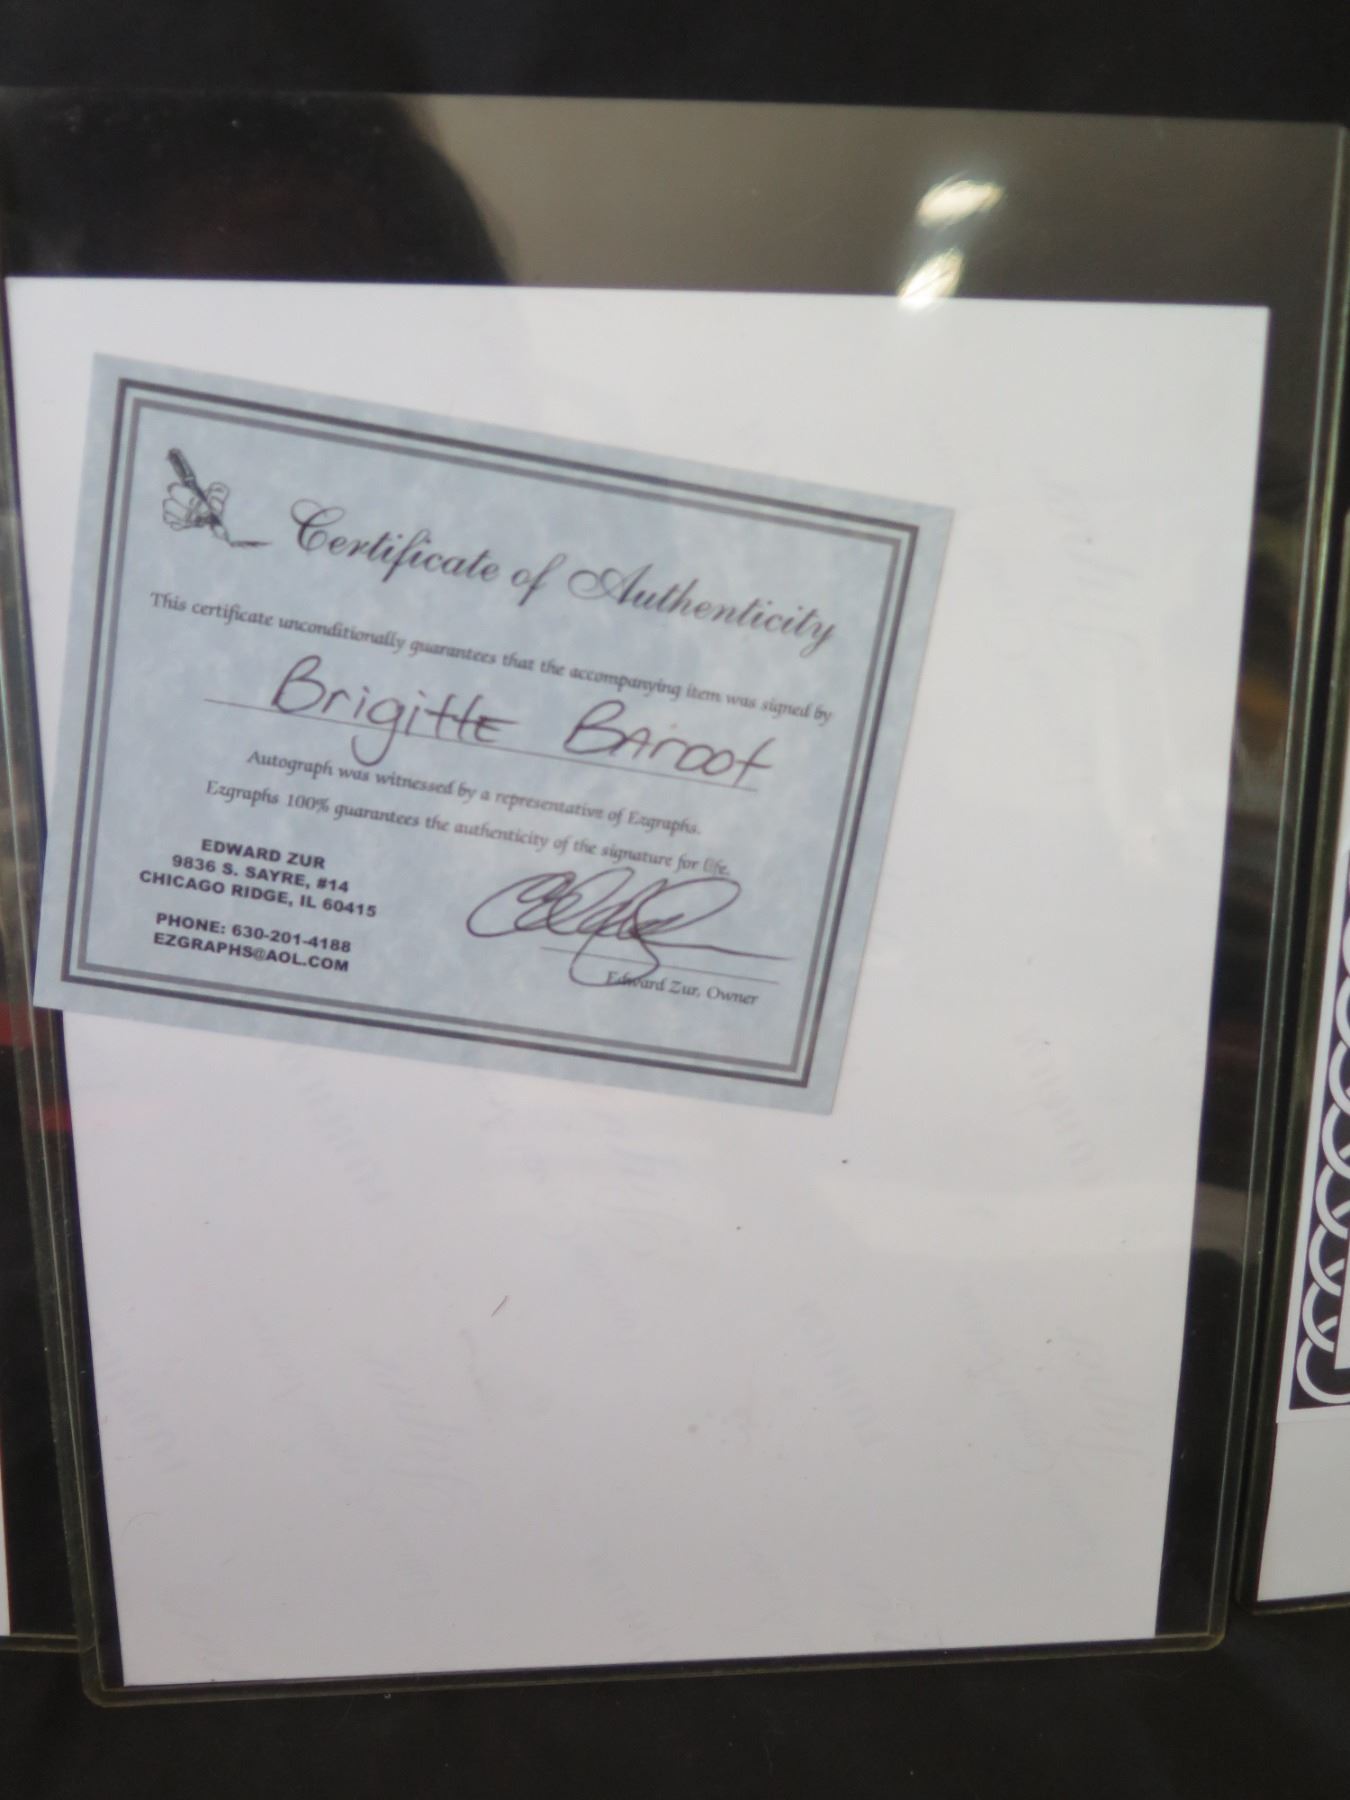 Certificate of Authenticity
This certificate unconditionally guarantees that the accompanying item was signed by
Brigitte Bardot
Autograph was witnessed by a representative of Ezgraphs.
Ezgraphs 100% guarantees the authenticity of the signature for life.
EDWARD ZUR
9836 S. SAYRE, #14
CHICAGO RIDGE, IL 60415
PHONE: 630-201-4188
EZGRAPHS@AOL.COM
Edward Zur, Owner